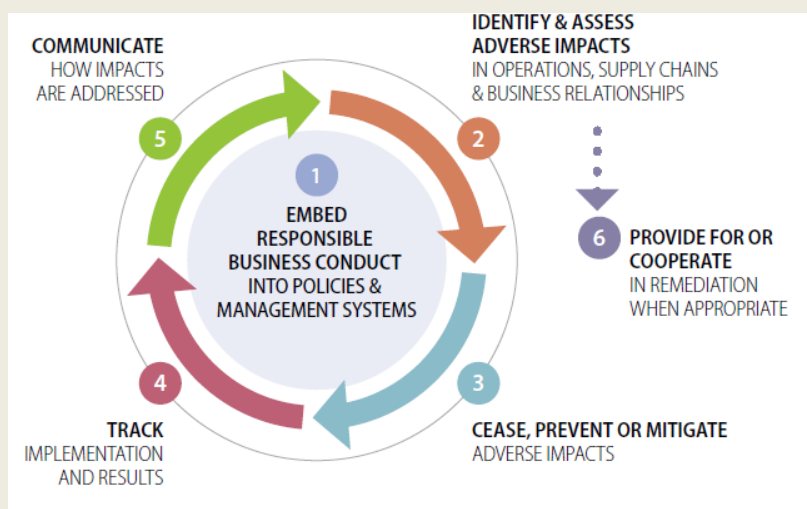 1
EMBED
RESPONSIBLE
BUSINESS CONDUCT
INTO POLICIES &
MANAGEMENT SYSTEMS
IDENTIFY & ASSESS
ADVERSE IMPACTS
IN OPERATIONS, SUPPLY CHAINS
& BUSINESS RELATIONSHIPS
2
CEASE, PREVENT OR MITIGATE
ADVERSE IMPACTS
3
TRACK
IMPLEMENTATION
AND RESULTS
4
COMMUNICATE
HOW IMPACTS
ARE ADDRESSED
5
6
PROVIDE FOR OR
COOPERATE
IN REMEDIATION
WHEN APPROPRIATE